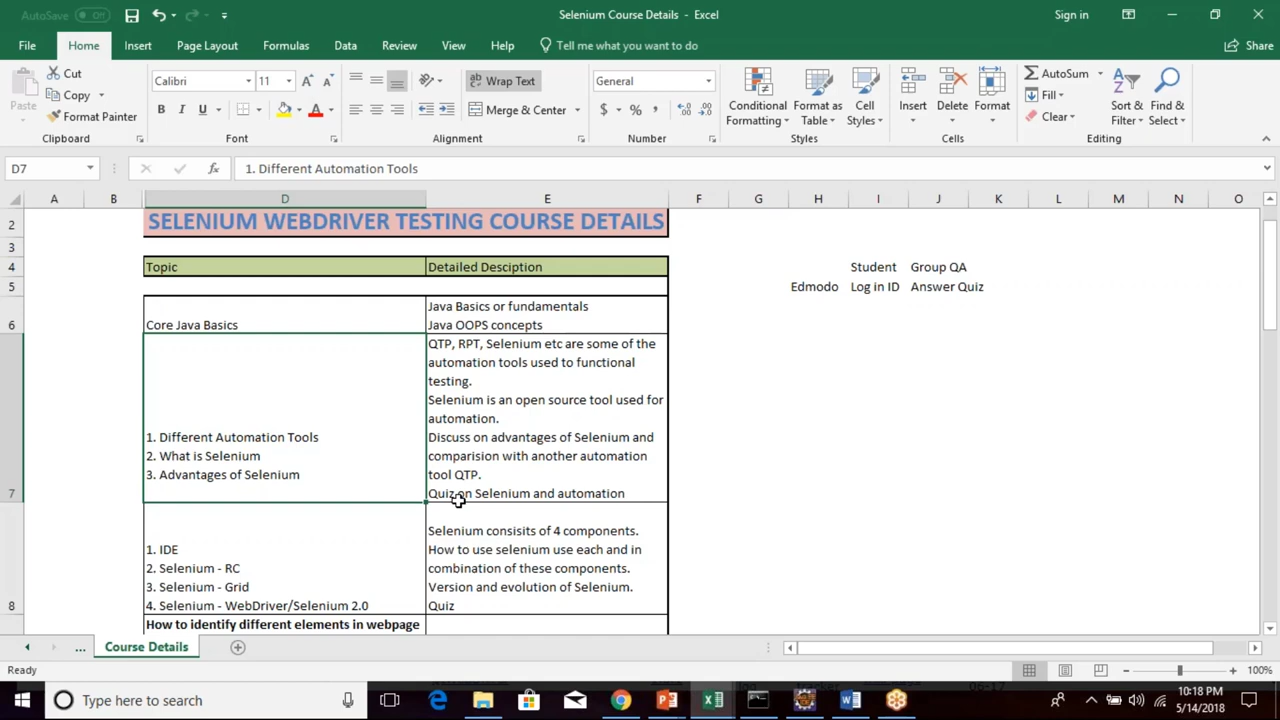 AutoSave Off
Selenium Course Details - Excel
Sign in
File Home Insert Page Layout Formulas Data Review View Help Tell me what you want to do Share
Paste
Cut
Copy
Format Painter
Clipboard
Calibri 11
B I U
Font
Wrap Text
Merge & Center
Alignment
General
$ % ,
Number
Conditional Formatting
Format as Table
Cell Styles
Styles
Insert Delete Format
Cells
AutoSum
Fill
Clear
Sort & Filter
Find & Select
Editing
D7 fx 1. Different Automation Tools
A B D E F G H I J K L M N O
2 SELENIUM WEBDRIVER TESTING COURSE DETAILS
3
4 Topic Detailed Desciption Student Group QA
5 Edmodo Log in ID Answer Quiz
Java Basics or fundamentals
6 Core Java Basics Java OOPS concepts
QTP, RPT, Selenium etc are some of the
automation tools used to functional
testing.
Selenium is an open source tool used for
automation.
1. Different Automation Tools Discuss on advantages of Selenium and
2. What is Selenium comparision with another automation
3. Advantages of Selenium tool QTP.
7 Quiz on Selenium and automation
Selenium consisits of 4 components.
1. IDE How to use selenium use each and in
2. Selenium - RC combination of these components.
3. Selenium - Grid Version and evolution of Selenium.
8 4. Selenium - WebDriver/Selenium 2.0 Quiz
How to identify different elements in webpage
... Course Details
Ready 100%
Type here to search
10:18 PM
5/14/2018